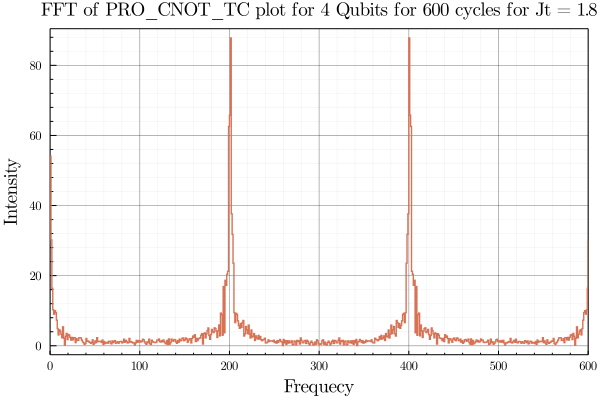 FFT of PRO_CNOT_TC plot for 4 Qubits for 600 cycles for Jt = 1.8
Intensity
80
60
40
20
0
0 100 200 300 400 500 600
Frequecy